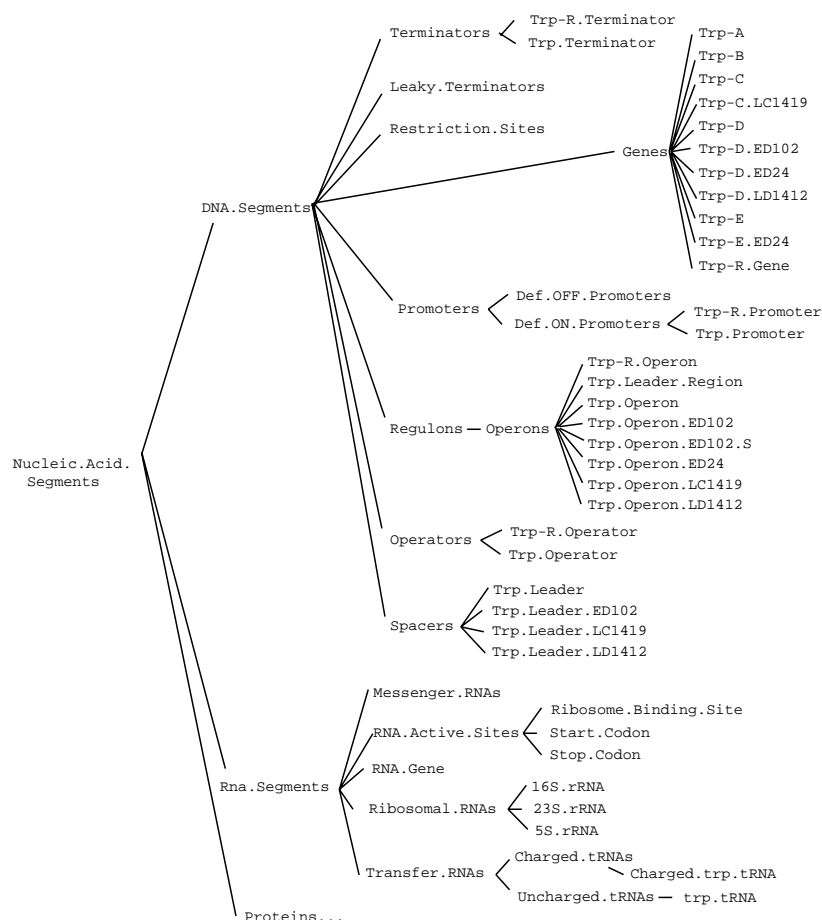 Nucleic.Acid.
Segments
DNA.Segments
Terminators
Trp-R.Terminator
Trp.Terminator
Leaky.Terminators
Restriction.Sites
Genes
Trp-A
Trp-B
Trp-C
Trp-C.LC1419
Trp-D
Trp-D.ED102
Trp-D.ED24
Trp-D.LD1412
Trp-E
Trp-E.ED24
Trp-R.Gene
Promoters
Def.OFF.Promoters
Def.ON.Promoters
Trp-R.Promoter
Trp.Promoter
Regulons
Operons
Trp-R.Operon
Trp.Leader.Region
Trp.Operon
Trp.Operon.ED102
Trp.Operon.ED102.S
Trp.Operon.ED24
Trp.Operon.LC1419
Trp.Operon.LD1412
Operators
Trp-R.Operator
Trp.Operator
Spacers
Trp.Leader
Trp.Leader.ED102
Trp.Leader.LC1419
Trp.Leader.LD1412
Rna.Segments
Messenger.RNAs
RNA.Active.Sites
Ribosome.Binding.Site
Start.Codon
Stop.Codon
RNA.Gene
Ribosomal.RNAs
16S.rRNA
23S.rRNA
5S.rRNA
Transfer.RNAs
Charged.tRNAs
Charged.trp.tRNA
Uncharged.tRNAs
trp.tRNA
Proteins...